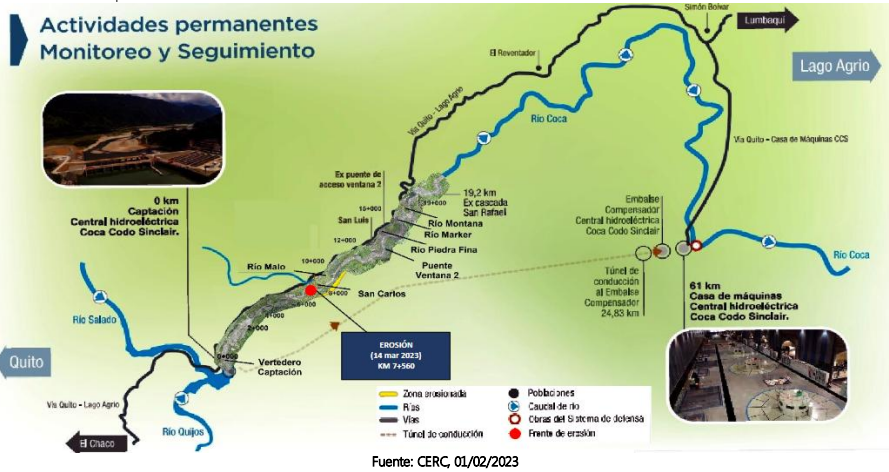 Actividades permanentes
Monitoreo y Seguimiento
Simón Bolívar
Lumbaqui
Lago Agrio
El Reventador
Vía Quito - Lago Agrio
Río Coca
Vía Quito - Casa de Máquinas CCS
0 km
Captación
Central hidroeléctrica
Coca Codo Sinclair.
Ex puente de
acceso ventana 2
19+000
19,2 km
Ex cascada
San Rafael
15+000
San Luis
Río Montana
Río Marker
12+000
Río Piedra Fina
10+000
Puente
Ventana 2
Río Malo
San Carlos
Embalse
Compensador
Central hidroeléctrica
Coca Codo Sinclair
Río Coca
Túnel de
conducción
al Embalse
Compensador
24,83 km
61 km
Casa de máquinas
Central hidroeléctrica
Coca Codo Sinclair.
Río Salado
2+000
0+000
Vertedero
Captación
EROSIÓN
(14 mar 2023)
KM 7+560
Quito
Vía Quito - Lago Agrio
El Chaco
Río Quijos
Zona erosionada
Ríos
Vías
Túnel de conducción
Poblaciones
Caudal de río
Obras del Sistema de defensa
Frente de erosión
Fuente: CERC, 01/02/2023